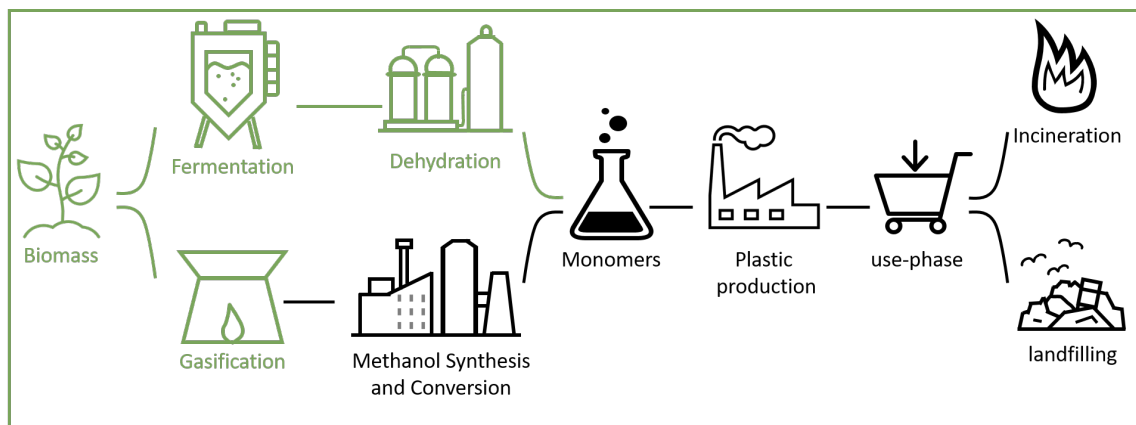 Biomass
Fermentation
Dehydration
Gasification
Methanol Synthesis
and Conversion
Monomers
Plastic
production
use-phase
Incineration
landfilling